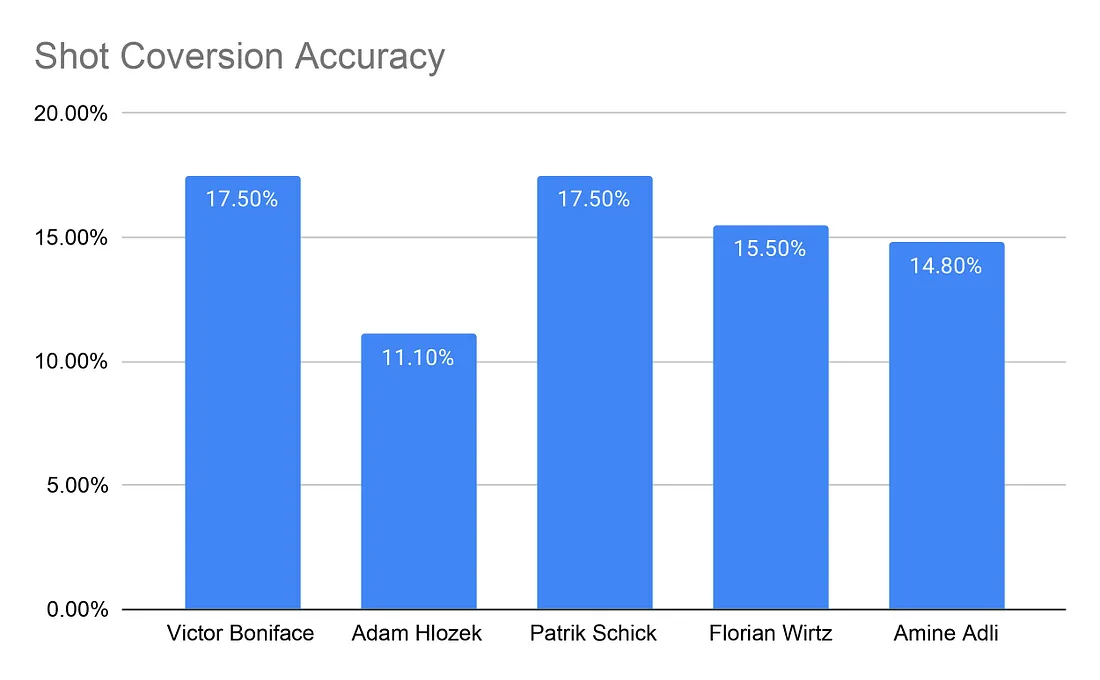 Shot Coversion Accuracy
20.00%
15.00%
10.00%
5.00%
0.00%
17.50%
11.10%
17.50%
15.50%
14.80%
Victor Boniface
Adam Hlozek
Patrik Schick
Florian Wirtz
Amine Adli